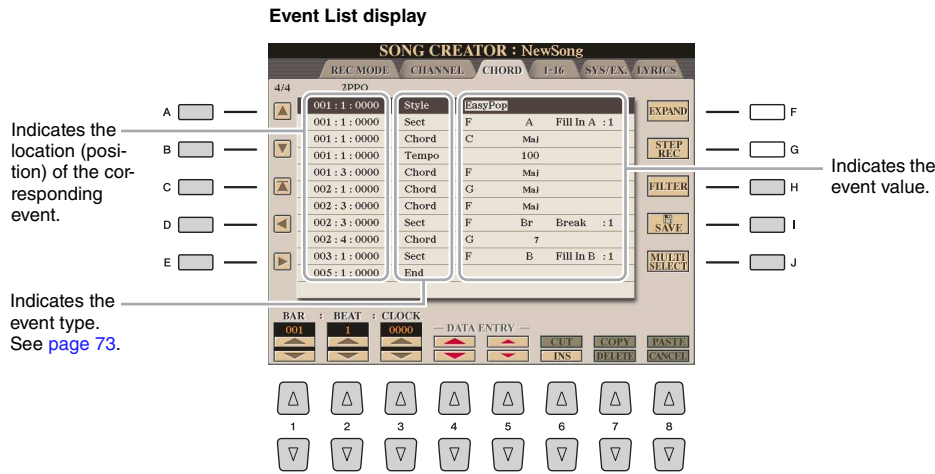 Event List display
SONG CREATOR : NewSong
REC MODE CHANNEL CHORD 1-16 SYS/EX. LYRICS
4/4 2PPQ
001 : 1 : 0000 Style EasyPop
001 : 1 : 0000 Sect F A Fill In A : 1
001 : 1 : 0000 Chord C Maj
001 : 1 : 0000 Tempo 100
001 : 3 : 0000 Chord F Maj
002 : 1 : 0000 Chord G Maj
002 : 3 : 0000 Chord F Maj
002 : 3 : 0000 Sect F Br Break : 1
002 : 4 : 0000 Chord G 7
003 : 1 : 0000 Sect F B Fill In B : 1
005 : 1 : 0000 End
EXPAND
STEP
REC
FILTER
SAVE
MULTI
SELECT
A
B
C
D
E
F
G
H
I
J
Indicates the
location (posi-
tion) of the cor-
responding
event.
Indicates the
event value.
Indicates the
event type.
See page 73.
BAR : BEAT : CLOCK
001 1 0000 — DATA ENTRY —
CUT COPY PASTE
INS DELETE CANCEL
1 2 3 4 5 6 7 8